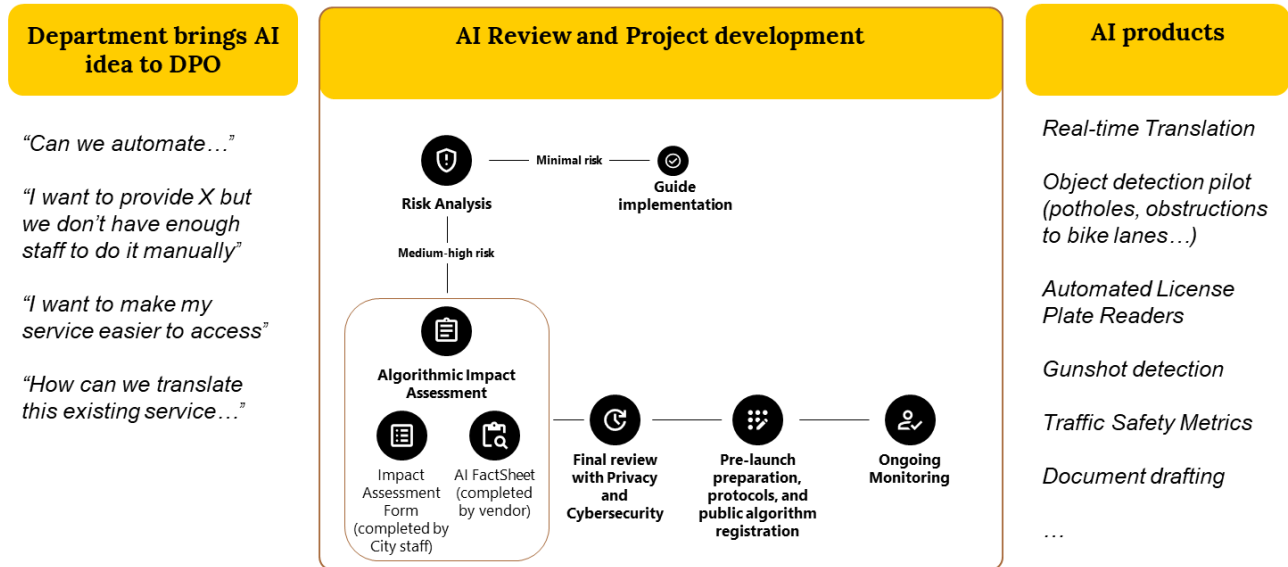 Department brings AI
idea to DPO
“Can we automate…”
“I want to provide X but
we don’t have enough
staff to do it manually”
“I want to make my
service easier to access”
“How can we translate
this existing service…”
AI Review and Project development
Risk Analysis
Minimal risk
Guide
implementation
Medium-high risk
Algorithmic Impact
Assessment
Impact
Assessment
Form
(completed by
City staff)
AI FactSheet
(completed
by vendor)
Final review
with Privacy
and
Cybersecurity
Pre-launch
preparation,
protocols, and
public algorithm
registration
Ongoing
Monitoring
AI products
Real-time Translation
Object detection pilot
(potholes, obstructions
to bike lanes…)
Automated License
Plate Readers
Gunshot detection
Traffic Safety Metrics
Document drafting
…